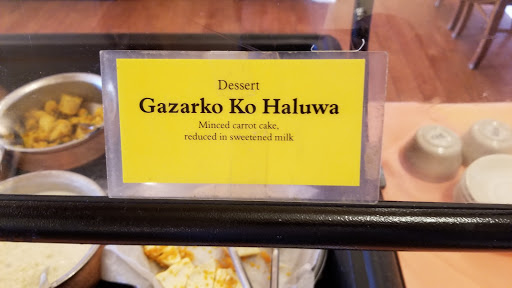 Dessert
Gazarko Ko Haluwa
Minced carrot cake,
reduced in sweetened milk